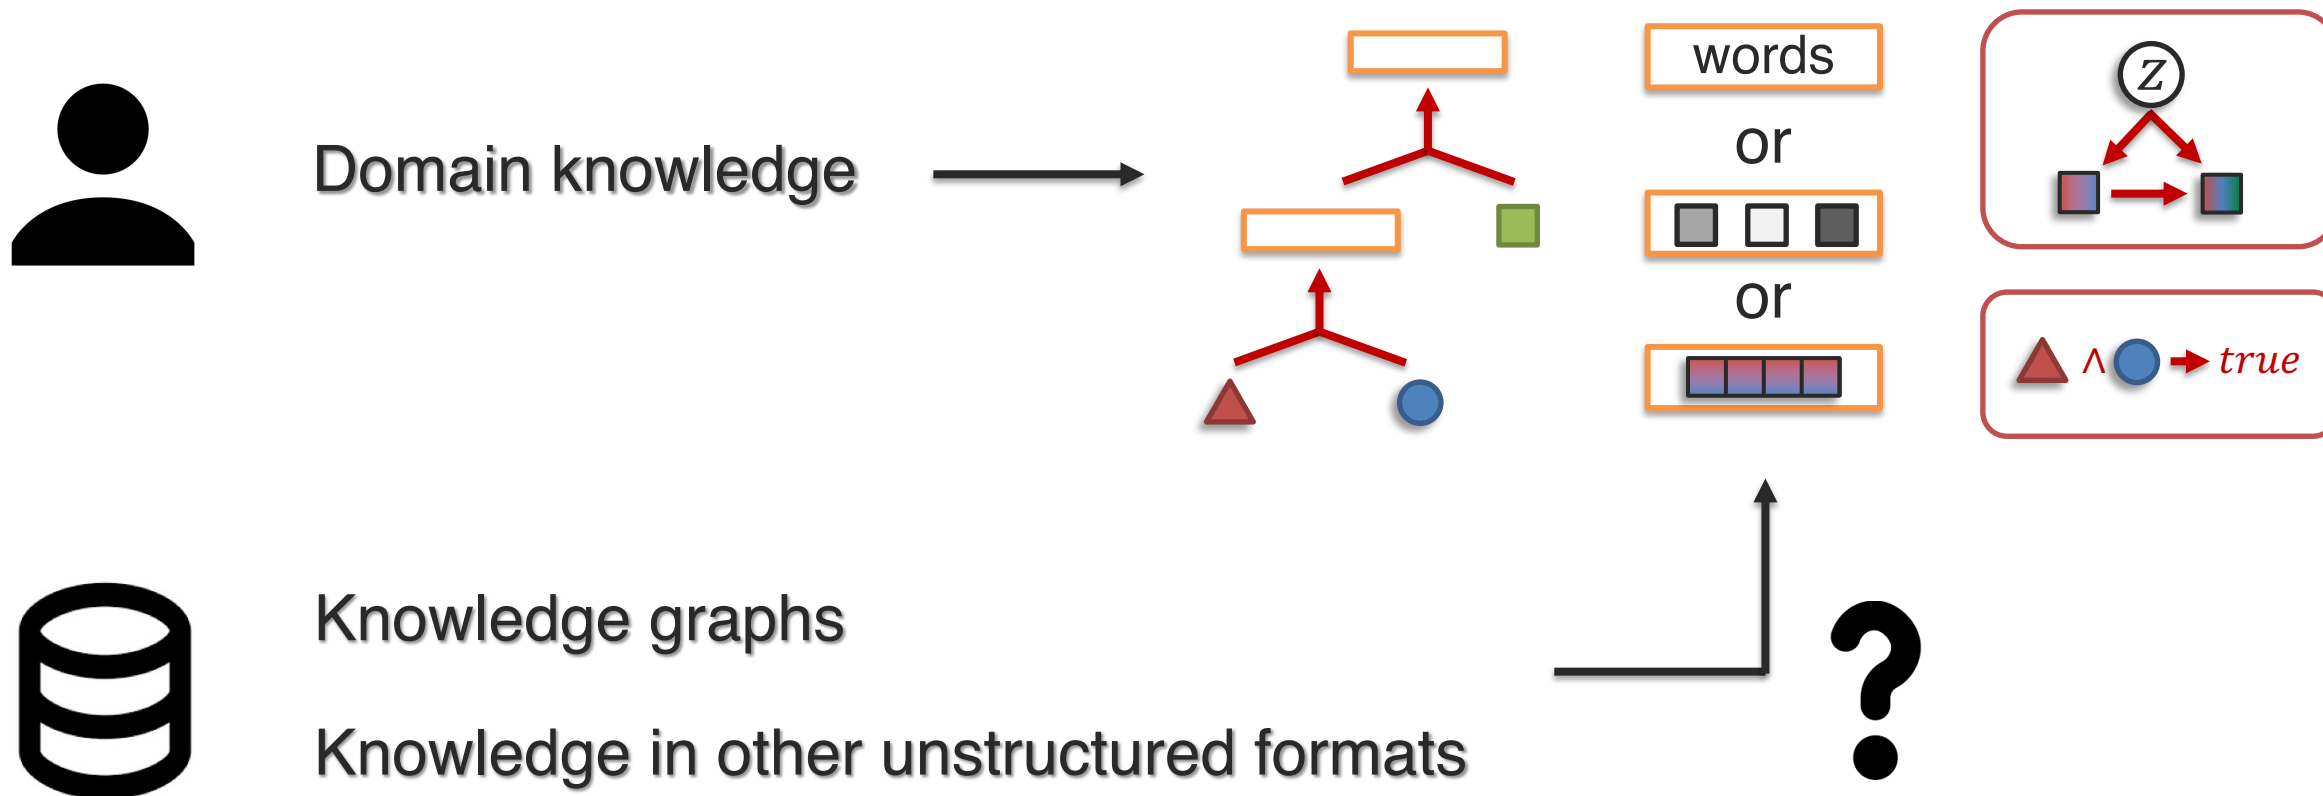 words
Z
or
Domain knowledge
or
∧ true
Knowledge graphs
Knowledge in other unstructured formats
?